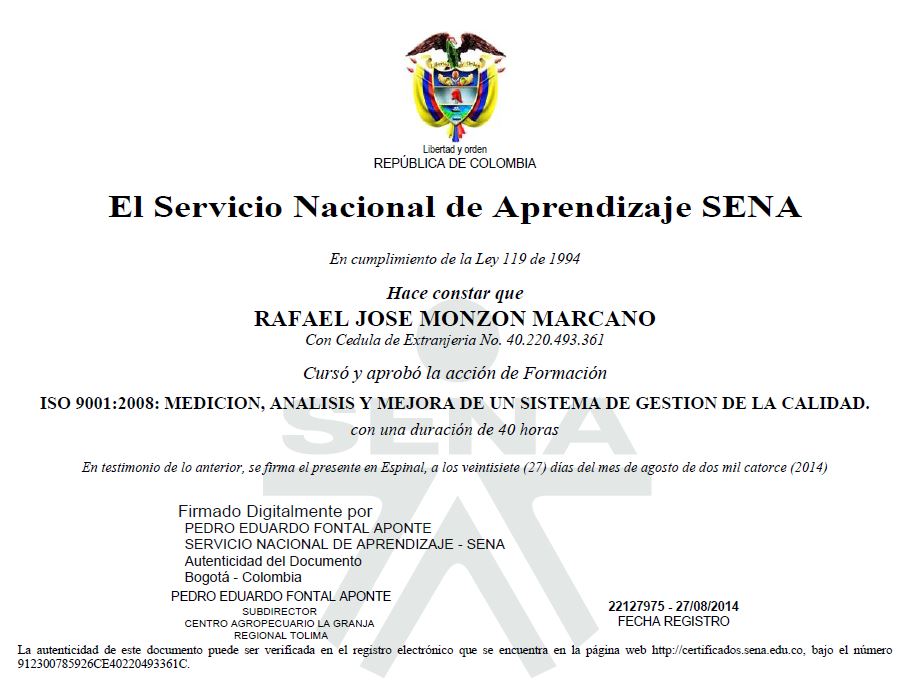 Libertad y orden
REPÚBLICA DE COLOMBIA
El Servicio Nacional de Aprendizaje SENA
En cumplimiento de la Ley 119 de 1994
Hace constar que
RAFAEL JOSE MONZON MARCANO
Con Cedula de Extranjeria No. 40.220.493.361
Cursó y aprobó la acción de Formación
ISO 9001:2008: MEDICION, ANALISIS Y MEJORA DE UN SISTEMA DE GESTION DE LA CALIDAD.
SENA
con una duración de 40 horas
En testimonio de lo anterior, se firma el presente en Espinal, a los veintisiete (27) días del mes de agosto de dos mil catorce (2014)
Firmado Digitalmente por
PEDRO EDUARDO FONTAL APONTE
SERVICIO NACIONAL DE APRENDIZAJE - SENA
Autenticidad del Documento
Bogotá - Colombia
PEDRO EDUARDO FONTAL APONTE
SUBDIRECTOR
CENTRO AGROPECUARIO LA GRANJA
REGIONAL TOLIMA
22127975 - 27/08/2014
FECHA REGISTRO
La autenticidad de este documento puede ser verificada en el registro electrónico que se encuentra en la página web http://certificados.sena.edu.co, bajo el número
912300785926CE40220493361C.